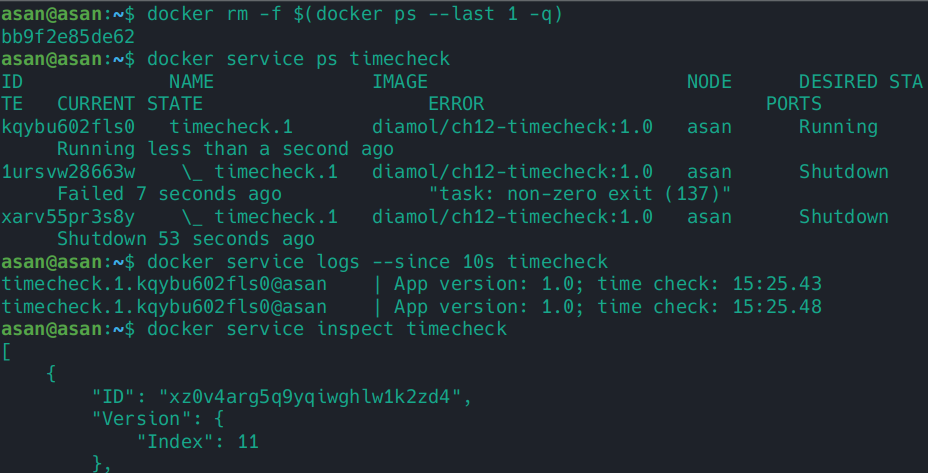 asan@asan:~$ docker rm -f $(docker ps --last 1 -q)
bb9f2e85de62
asan@asan:~$ docker service ps timecheck
ID             NAME              IMAGE                       NODE      DESIRED STA
TE   CURRENT STATE                    ERROR                         PORTS
kqybu602fls0   timecheck.1       diamol/ch12-timecheck:1.0   asan      Running
     Running less than a second ago
1ursvw28663w    \_ timecheck.1   diamol/ch12-timecheck:1.0   asan      Shutdown
     Failed 7 seconds ago             "task: non-zero exit (137)"
xarv55pr3s8y    \_ timecheck.1   diamol/ch12-timecheck:1.0   asan      Shutdown
     Shutdown 53 seconds ago
asan@asan:~$ docker service logs --since 10s timecheck
timecheck.1.kqybu602fls0@asan    | App version: 1.0; time check: 15:25.43
timecheck.1.kqybu602fls0@asan    | App version: 1.0; time check: 15:25.48
asan@asan:~$ docker service inspect timecheck
[
    {
        "ID": "xz0v4arg5q9yqiwghlw1k2zd4",
        "Version": {
            "Index": 11
        },